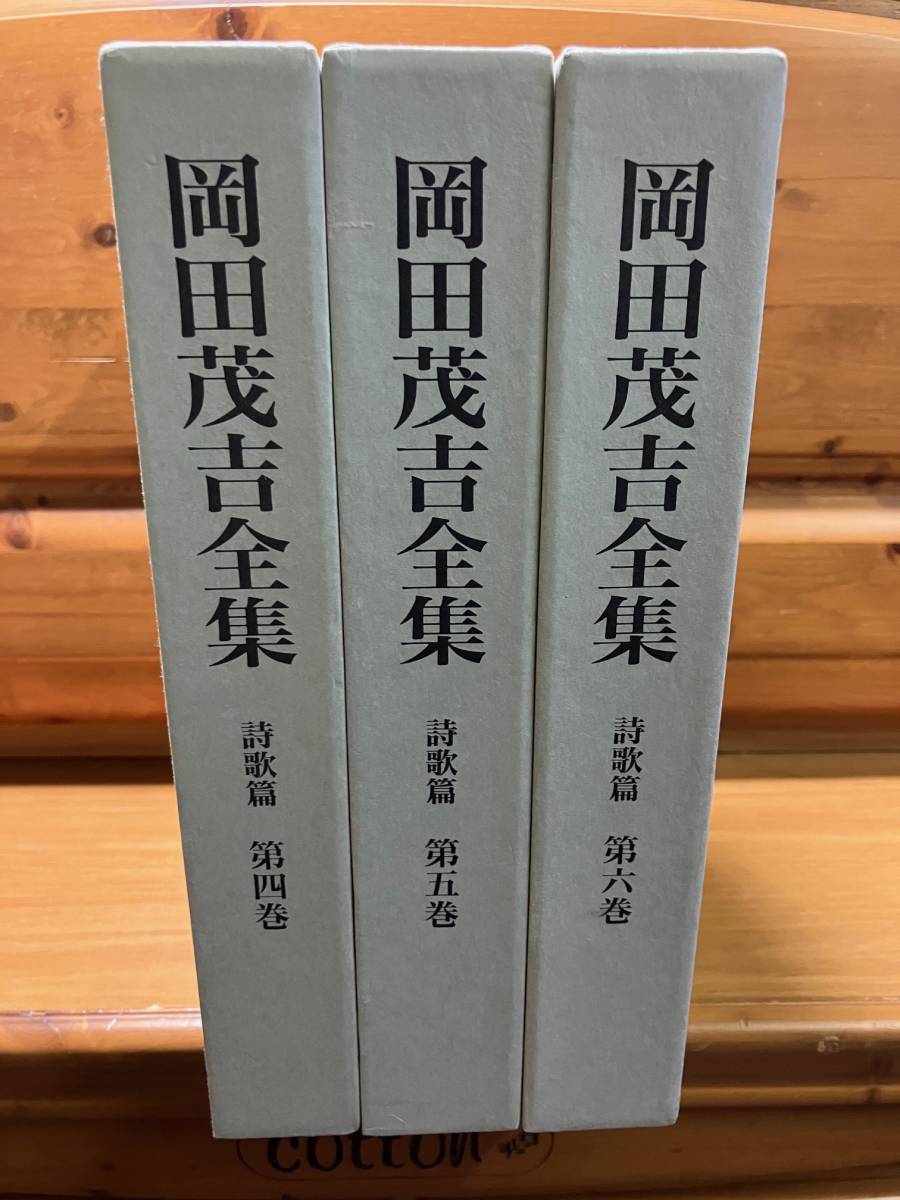 岡田茂吉全集 詩歌篇 第四巻
岡田茂吉全集 詩歌篇 第五巻
岡田茂吉全集 詩歌篇 第六巻
cotton